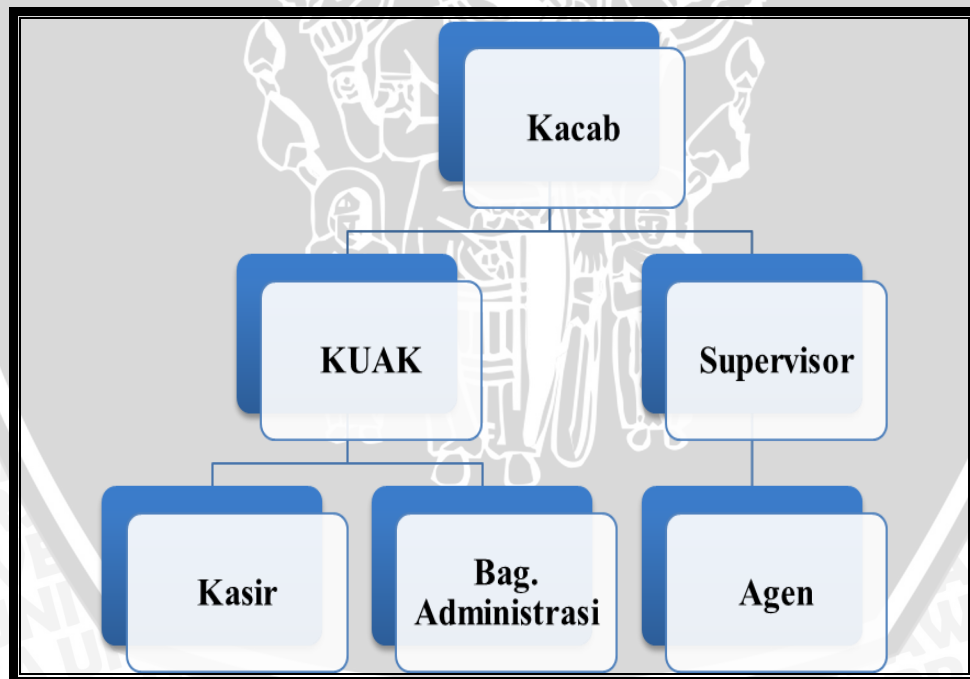 Kacab
KUAK
Supervisor
Kasir
Bag.
Administrasi
Agen